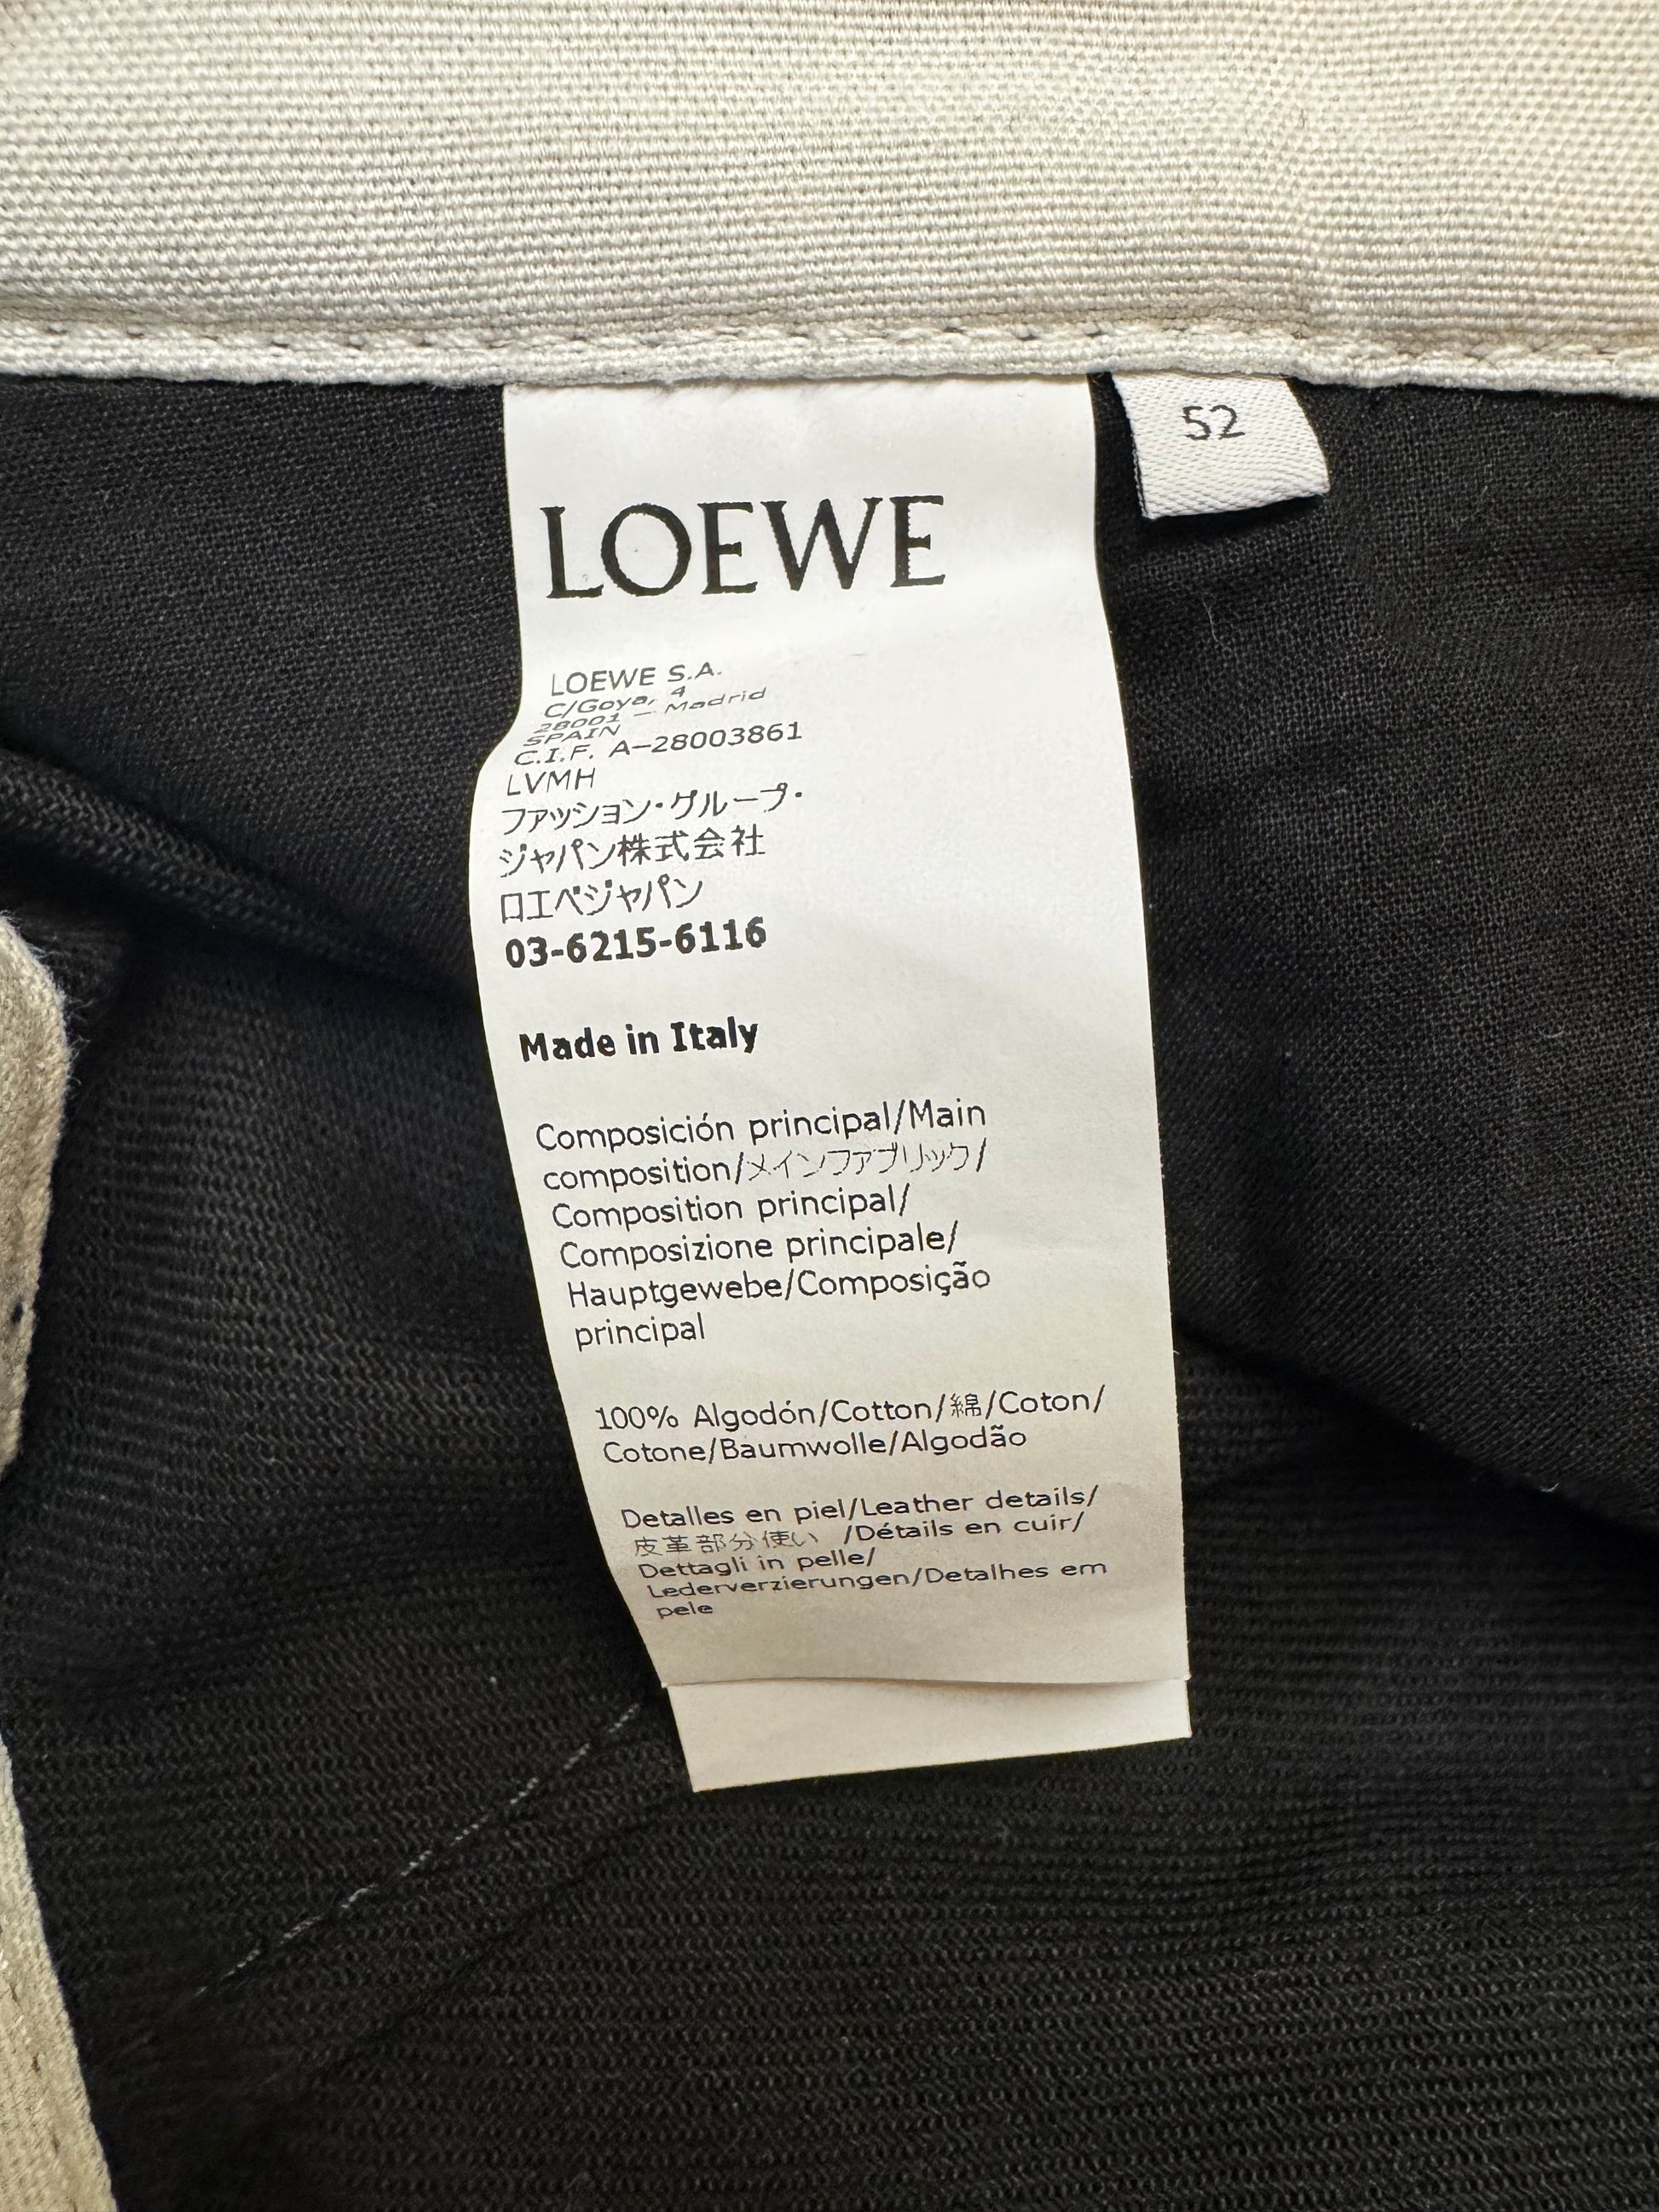 52
LOEWE
LOEWE S.A.
C/Goya, 4
28001 — Madrid
SPAIN
C.I.F. A—28003861
LVMH
ファッション・グループ・
ジャパン株式会社
ロエベジャパン
03-6215-6116
Made in Italy
Composición principal/Main
composition/メインファブリック/
Composition principal/
Composizione principale/
Hauptgewebe/Composição
principal
100% Algodón/Cotton/綿/Coton/
Cotone/Baumwolle/Algodão
Detalles en piel/Leather details/
皮革部分使い /Détails en cuir/
Dettagli in pelle/
Lederverzierungen/Detalhes em
pele